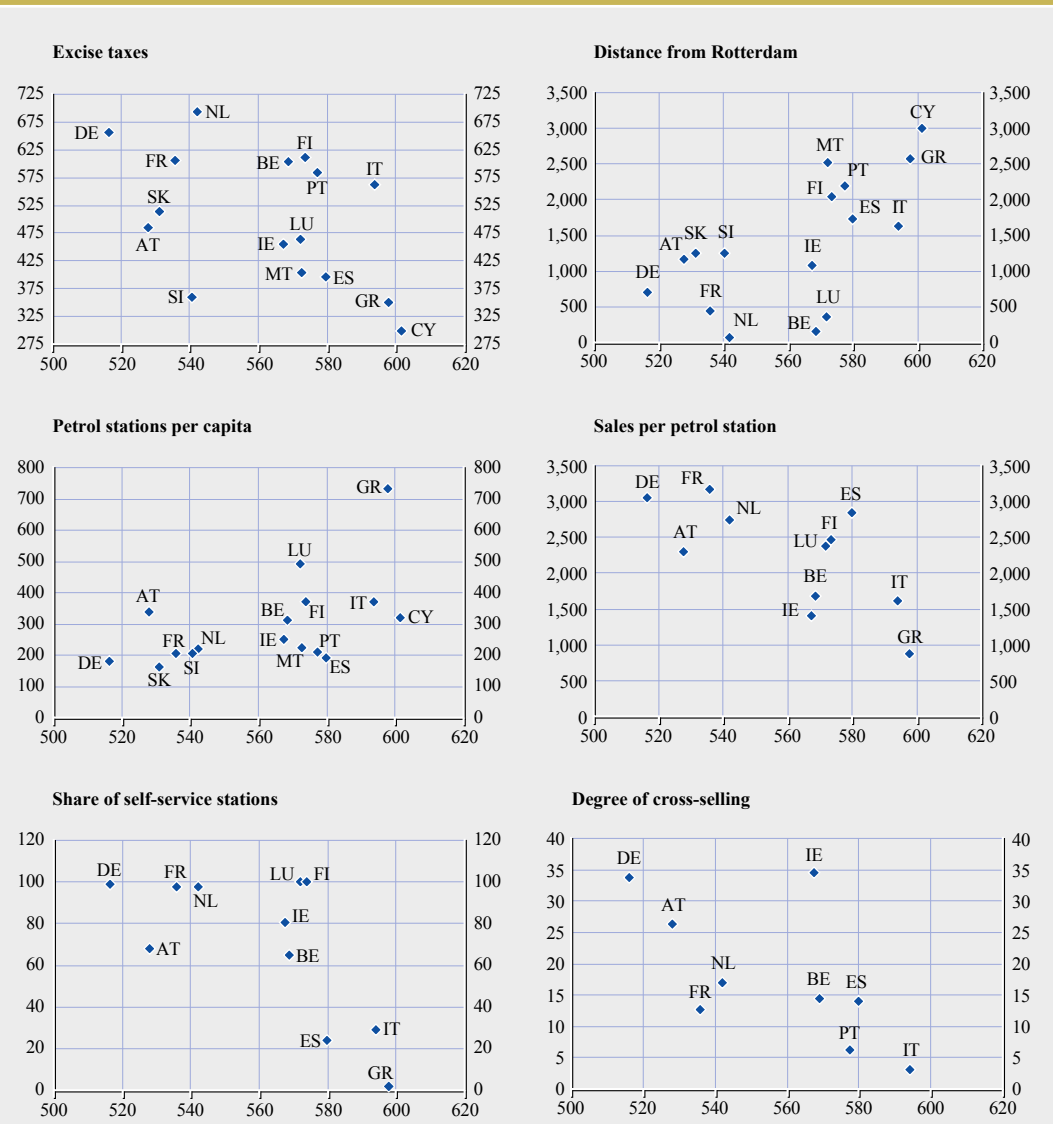 Excise taxes
725 725
675 675
625 625
575 575
525 525
475 475
425 425
375 375
325 325
275 275
500 520 540 560 580 600 620
NL
DE
FR
BE
FI
PT
IT
SK
AT
LU
IE
MT
ES
SI
GR
CY
Distance from Rotterdam
3,500 3,500
3,000 3,000
2,500 2,500
2,000 2,000
1,500 1,500
1,000 1,000
500 500
0 0
500 520 540 560 580 600 620
CY
MT
GR
PT
FI
ES
IT
AT
SK
SI
IE
DE
FR
LU
NL
BE
Petrol stations per capita
800 800
700 700
600 600
500 500
400 400
300 300
200 200
100 100
0 0
500 520 540 560 580 600 620
GR
LU
AT
BE
FI
IT
CY
FR
NL
IE
PT
DE
SK
SI
MT
ES
Sales per petrol station
3,500 3,500
3,000 3,000
2,500 2,500
2,000 2,000
1,500 1,500
1,000 1,000
500 500
0 0
500 520 540 560 580 600 620
DE
FR
ES
NL
FI
AT
LU
BE
IT
IE
GR
Share of self-service stations
120 120
100 100
80 80
60 60
40 40
20 20
0 0
500 520 540 560 580 600 620
DE
FR
LU
FI
NL
IE
AT
BE
ES
IT
GR
Degree of cross-selling
40 40
35 35
30 30
25 25
20 20
15 15
10 10
5 5
0 0
500 520 540 560 580 600 620
DE
IE
AT
NL
FR
BE
ES
PT
IT